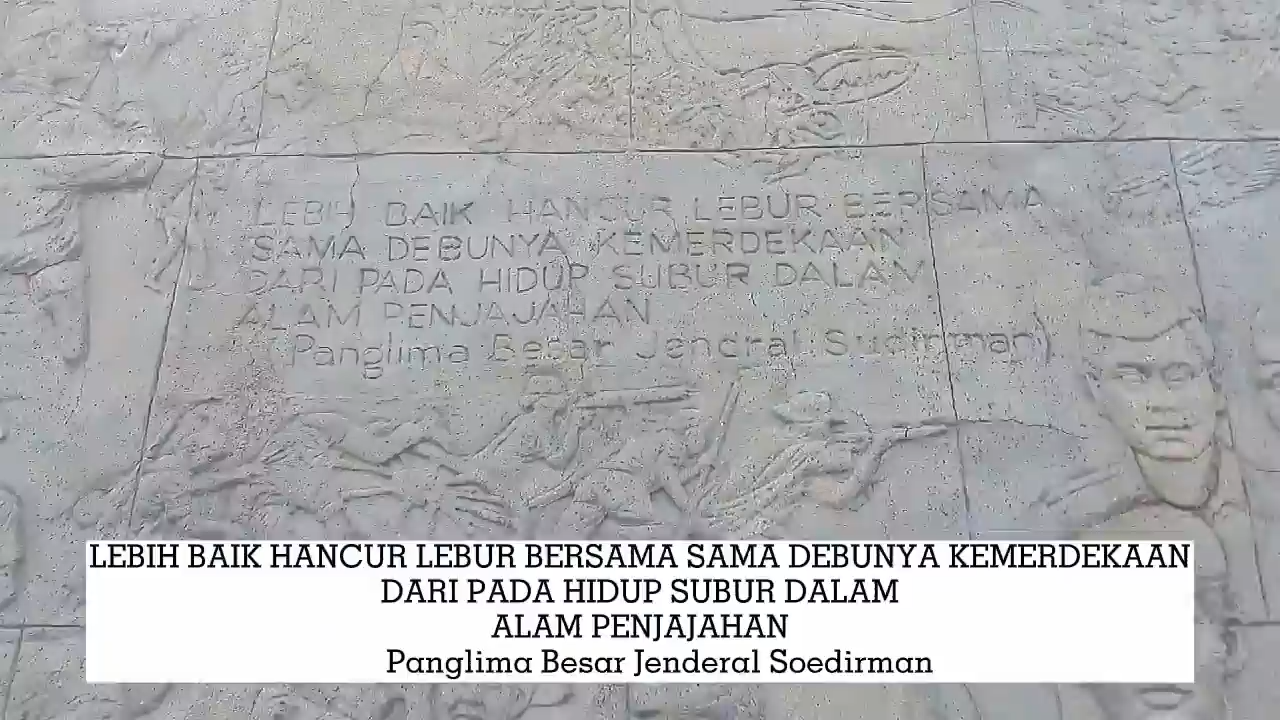 LEBIH BAIK HANCUR LEBUR BERSAMA
SAMA DEBUNYA KEMERDEKAAN
DARI PADA HIDUP SUBUR DALAM
ALAM PENJAJAHAN
(Panglima Besar Jendral Sudirman)
LEBIH BAIK HANCUR LEBUR BERSAMA SAMA DEBUNYA KEMERDEKAAN
DARI PADA HIDUP SUBUR DALAM
ALAM PENJAJAHAN
Panglima Besar Jenderal Soedirman